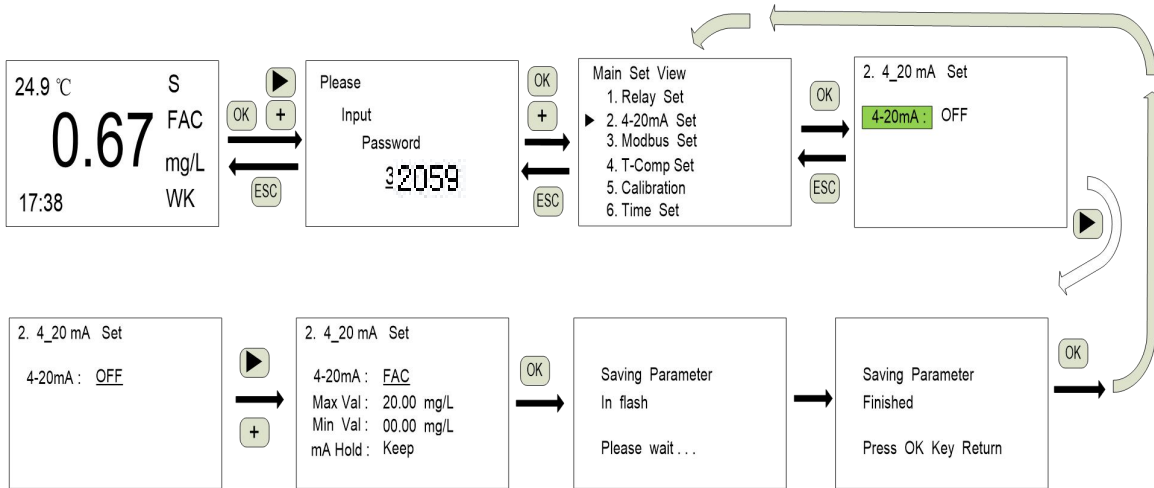 24.9 ℃ S
0.67 FAC
mg/L
17:38 WK
OK
+
ESC
Please
Input
Password
32059
OK
+
ESC
Main Set View
1. Relay Set
2. 4-20mA Set
3. Modbus Set
4. T-Comp Set
5. Calibration
6. Time Set
OK
ESC
2. 4_20 mA Set
4-20mA : OFF
2. 4_20 mA Set
4-20mA : OFF
+
2. 4_20 mA Set
4-20mA : FAC
Max Val : 20.00 mg/L
Min Val : 00.00 mg/L
mA Hold : Keep
OK
Saving Parameter
In flash
Please wait . . .
Saving Parameter
Finished
Press OK Key Return
OK